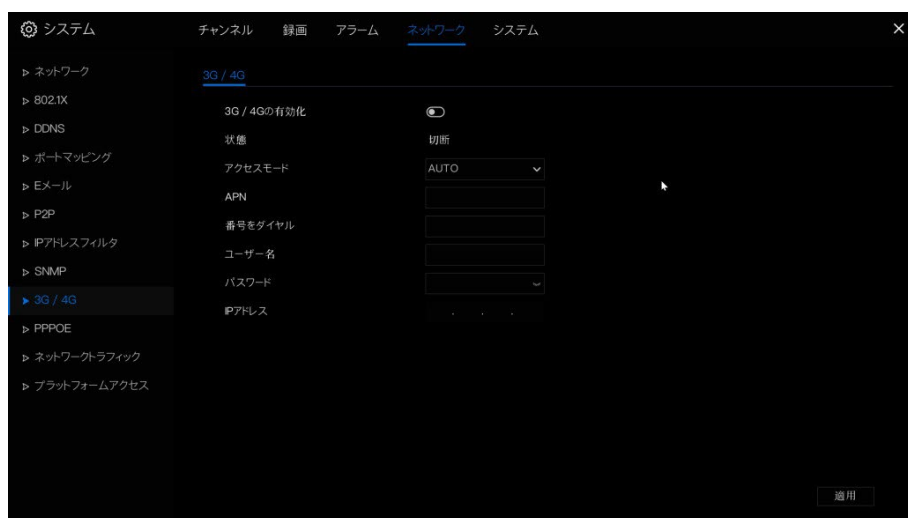 システム
チャンネル 録画 アラーム ネットワーク システム
ネットワーク
802.1X
DDNS
ポートマッピング
Eメール
P2P
IPアドレスフィルタ
SNMP
3G / 4G
PPPOE
ネットワークトラフィック
プラットフォームアクセス
3G / 4G
3G / 4Gの有効化
状態 切断
アクセスモード AUTO
APN
番号をダイヤル
ユーザー名
パスワード
IPアドレス . . .
適用